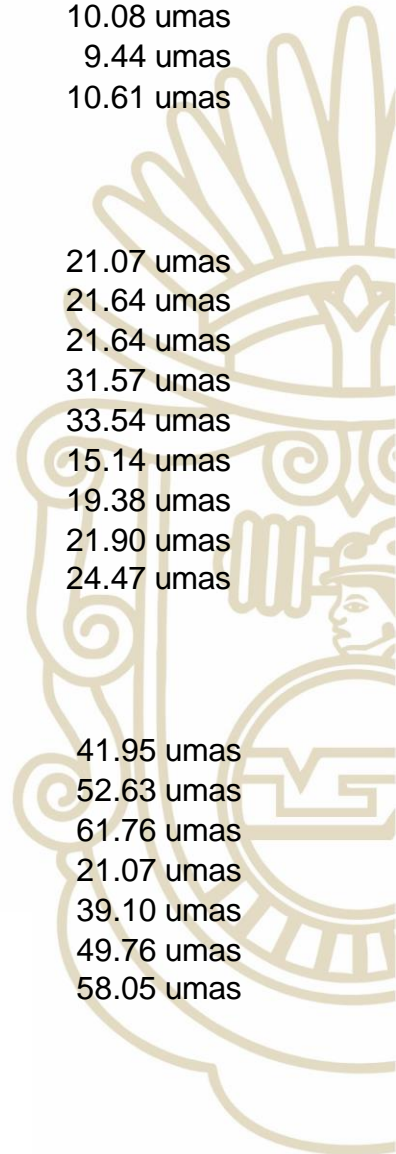 10.08 umas
9.44 umas
10.61 umas
21.07 umas
21.64 umas
21.64 umas
31.57 umas
33.54 umas
15.14 umas
19.38 umas
21.90 umas
24.47 umas
41.95 umas
52.63 umas
61.76 umas
21.07 umas
39.10 umas
49.76 umas
58.05 umas